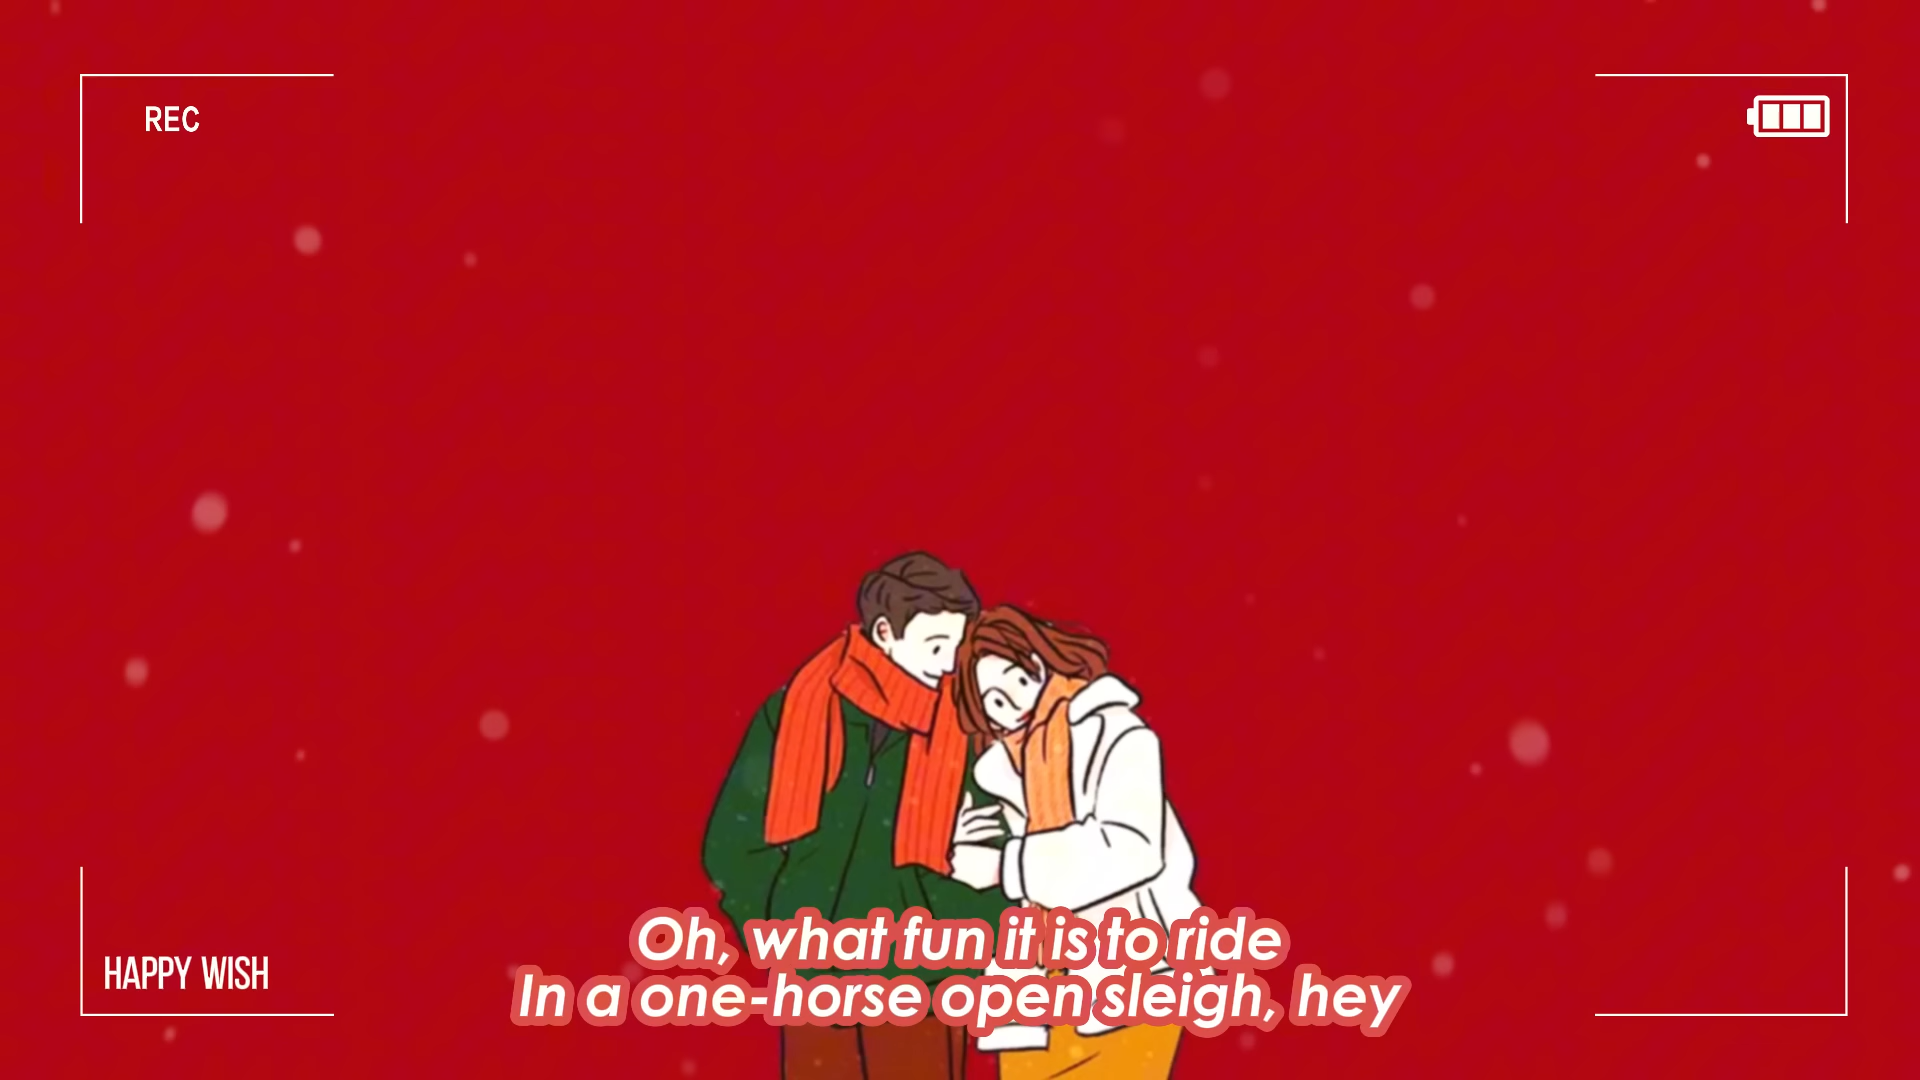 REC
HAPPY WISH
Oh, what fun it is to ride
In a one-horse open sleigh, hey